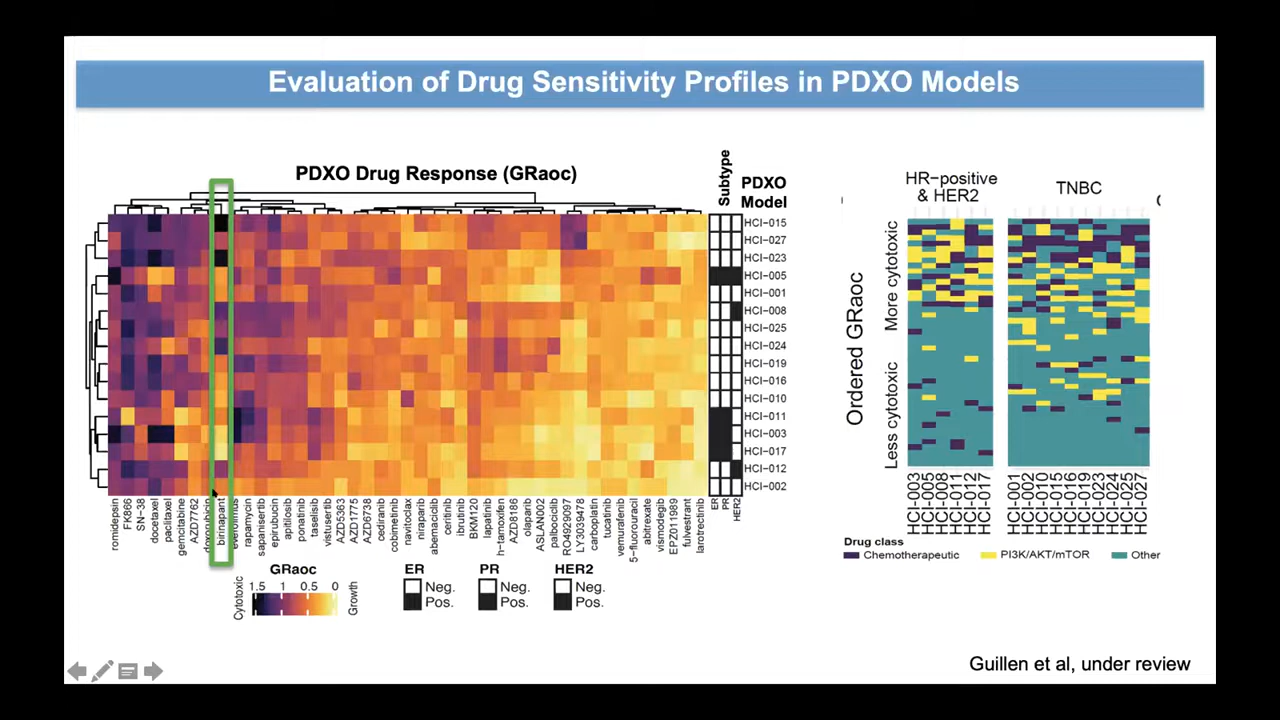 Evaluation of Drug Sensitivity Profiles in PDXO Models
PDXO Drug Response (GRaoc)
Subtype
PDXO
Model
HCI-015
HCI-027
HCI-023
HCI-005
HCI-001
HCI-008
HCI-025
HCI-024
HCI-019
HCI-016
HCI-010
HCI-011
HCI-003
HCI-017
HCI-012
HCI-002
romidepsin
FK866
SN-38
docetaxel
paclitaxel
gemcitabine
AZD7762
doxorubicin
birinapant
everolimus
rapamycin
sapanisertib
epirubucin
apitilosib
ponatinib
taselisib
vistusertib
AZD5363
AZD1775
AZD6738
cediranib
cobimetinib
navitovlax
niraparib
abemaciclib
ceritinib
ibrutinib
BKM120
lapatinib
h-tamoxifen
AZD8186
olaparib
ASLAN002
palbociclib
RO4929097
LY3039478
carboplatin
tucatinib
vemurafenib
5-fluorouracil
abitrexate
vismodegib
EPZ011989
fulvestrant
larotrectinib
ER
PR
HER2
GRaoc
Cytotoxic
1.5 1 0.5 0
Growth
ER
Neg.
Pos.
PR
Neg.
Pos.
HER2
Neg.
Pos.
HR-positive
& HER2
TNBC
Ordered GRaoc
More cytotoxic
Less cytotoxic
HCI-003
HCI-005
HCI-008
HCI-011
HCI-012
HCI-017
HCI-001
HCI-002
HCI-010
HCI-015
HCI-016
HCI-019
HCI-023
HCI-024
HCI-025
HCI-027
Drug class
Chemotherapeutic PI3K/AKT/mTOR Other
Guillen et al, under review